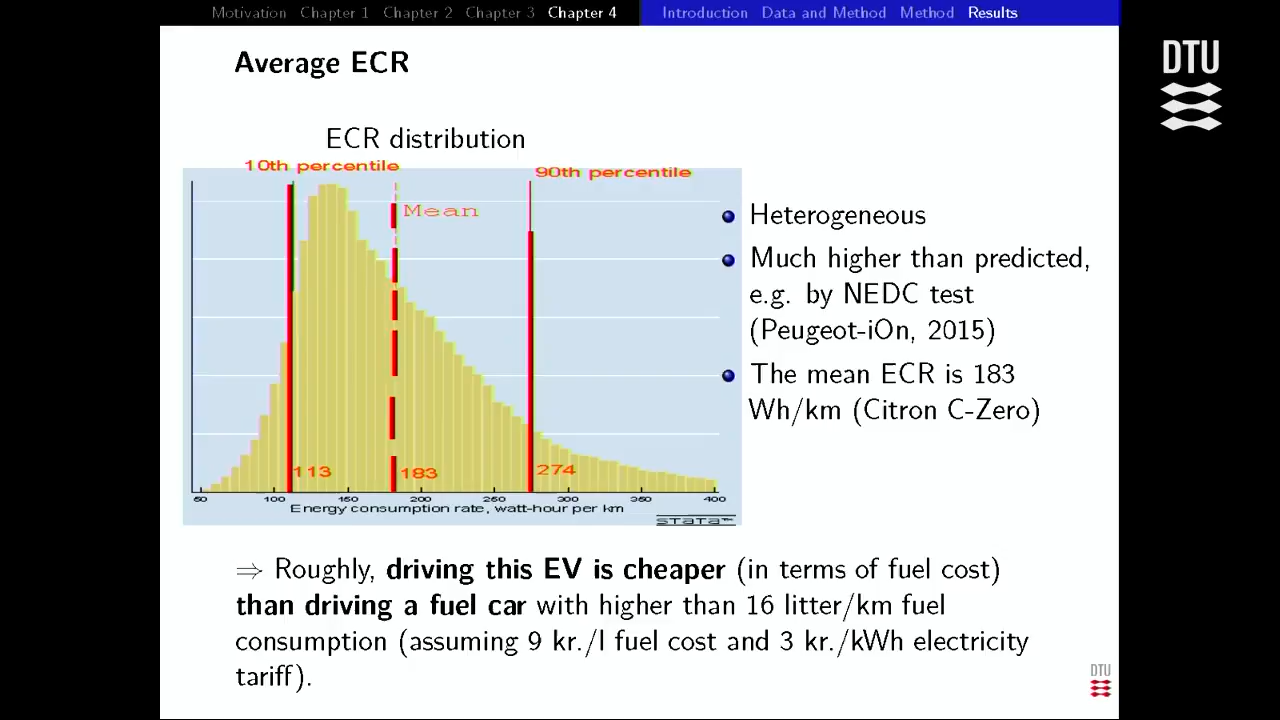 Motivation Chapter 1 Chapter 2 Chapter 3 Chapter 4 Introduction Data and Method Method Results
DTU
Average ECR
ECR distribution
10th percentile
90th percentile
Mean
113
183
274
50 100 150 200 250 300 350 400
Energy consumption rate, watt-hour per km
STATA™
Heterogeneous
Much higher than predicted,
e.g. by NEDC test
(Peugeot-iOn, 2015)
The mean ECR is 183
Wh/km (Citron C-Zero)
⇒ Roughly, driving this EV is cheaper (in terms of fuel cost)
than driving a fuel car with higher than 16 litter/km fuel
consumption (assuming 9 kr./l fuel cost and 3 kr./kWh electricity
tariff).
DTU